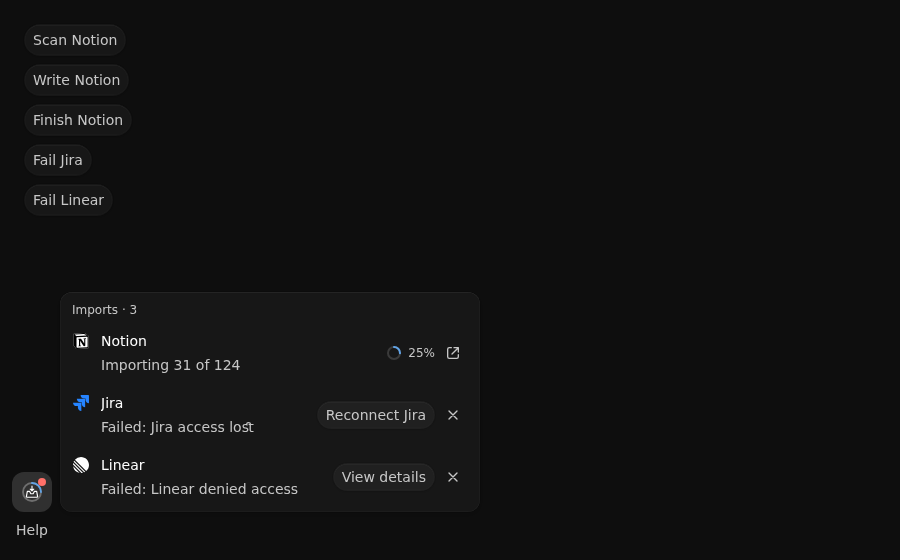 Scan Notion
Write Notion
Finish Notion
Fail Jira
Fail Linear
Imports · 3
Notion
Importing 31 of 124
25%
Jira
Failed: Jira access lost
Reconnect Jira
Linear
Failed: Linear denied access
View details
Help